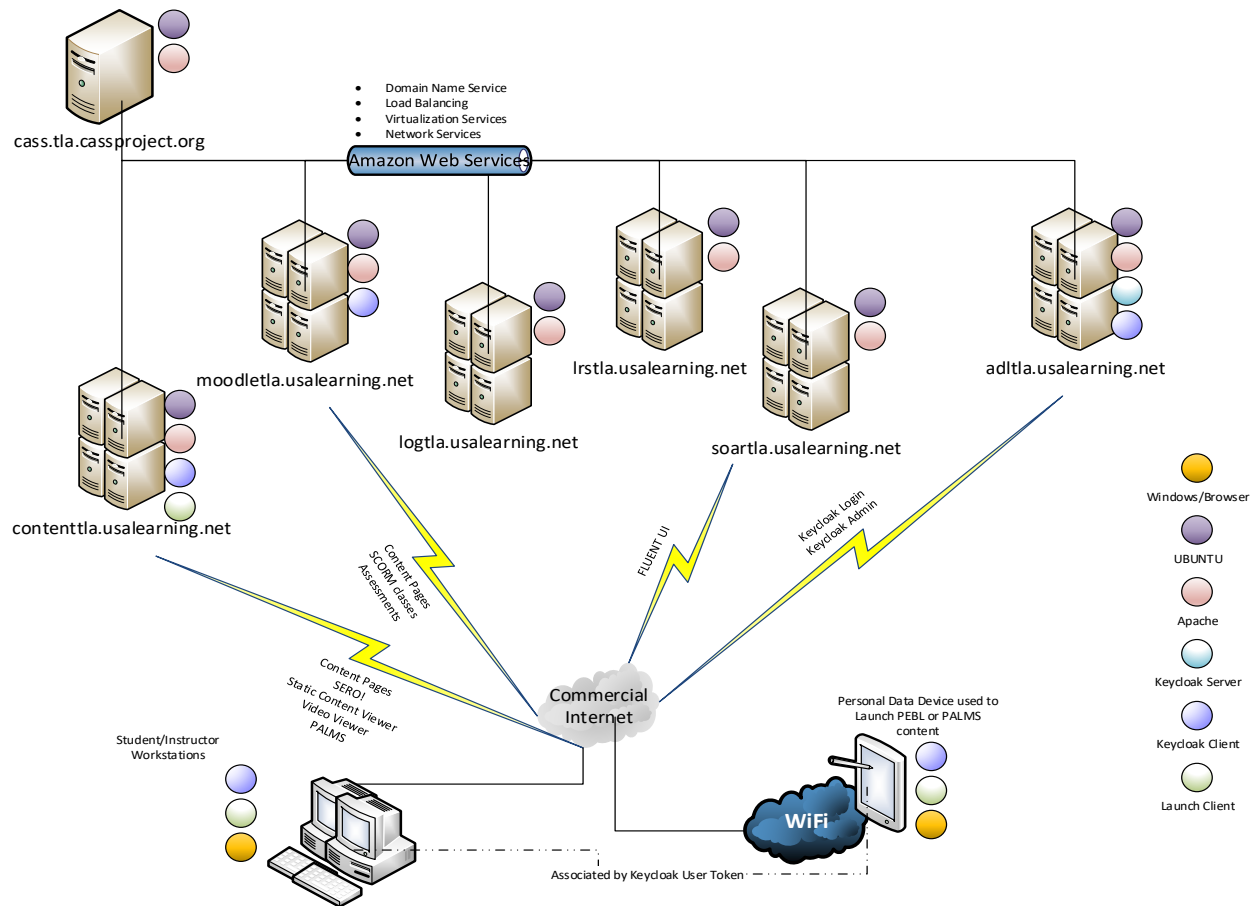 cass.tla.cassproject.org
• Domain Name Service
• Load Balancing
• Virtualization Services
• Network Services
Amazon Web Services
moodletla.usalearning.net
logtla.usalearning.net
lrstla.usalearning.net
soartla.usalearning.net
adltla.usalearning.net
contenttla.usalearning.net
Content Pages
SCORM classes
Assessments
FLUENT UI
Keycloak Login
Keycloak Admin
Content Pages
SERO!
Static Content Viewer
Video Viewer
PALMS
Commercial
Internet
Student/Instructor
Workstations
Personal Data Device used to
Launch PEBL or PALMS
content
WiFi
Associated by Keycloak User Token
Windows/Browser
UBUNTU
Apache
Keycloak Server
Keycloak Client
Launch Client